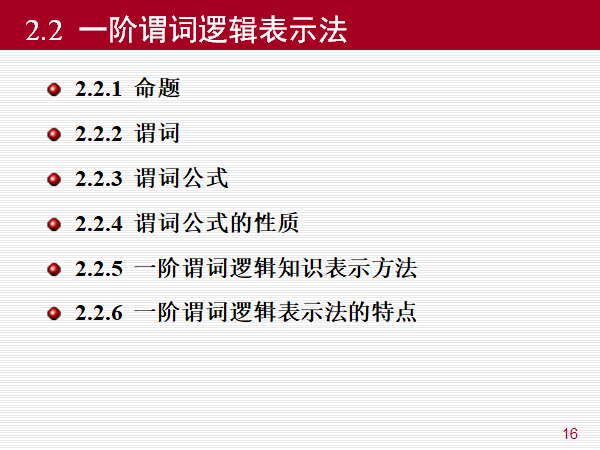 2.2 一阶谓词逻辑表示法
2.2.1 命题
2.2.2 谓词
2.2.3 谓词公式
2.2.4 谓词公式的性质
2.2.5 一阶谓词逻辑知识表示方法
2.2.6 一阶谓词逻辑表示法的特点
16